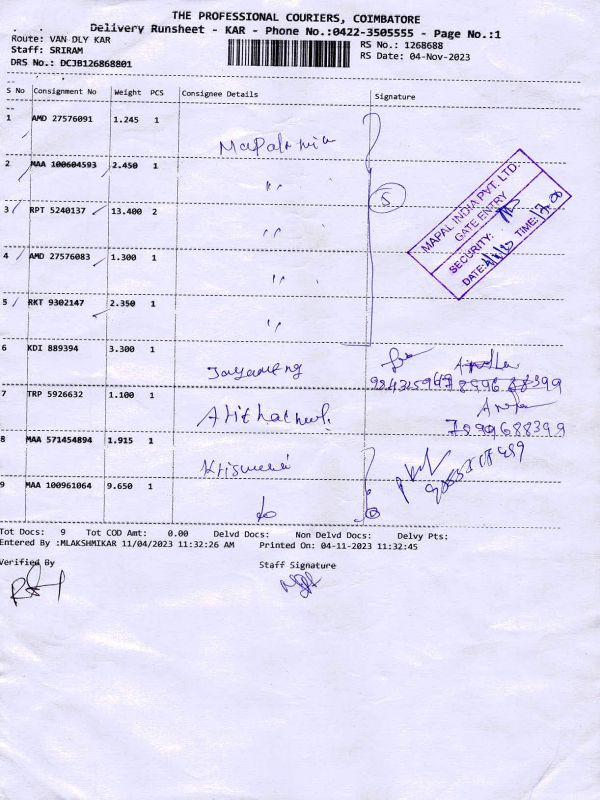 THE PROFESSIONAL COURIERS, COIMBATORE
Delivery Runsheet - KAR - Phone No.:0422-3505555 - Page No.:1
Route: VAN DLY KAR
RS No.: 1268688
Staff: SRIRAM
RS Date: 04-Nov-2023
DRS No.: DCJB126868801
S No Consignment No Weight PCS Consignee Details Signature
1 AMD 27576091 1.245 1
2 MAA 100604593 2.450 1 "
5
3 RPT 5240137 13.400 2 "
4 AMD 27576083 1.300 1 "
5 RKT 9302147 2.350 1 "
MAPAL INDIA PVT. LTD.
GATE ENTRY
SECURITY:
DATE: TIME:
6 KDI 889394 3.300 1
7 TRP 5926632 1.100 1
7899688399
8 MAA 571454894 1.915 1
9 MAA 100961064 9.650 1
Tot Docs: 9 Tot COD Amt: 0.00 Delvd Docs: Non Delvd Docs: Delvy Pts:
Entered By :MLAKSHMIKAR 11/04/2023 11:32:26 AM Printed On: 04-11-2023 11:32:45
Verified By Staff Signature